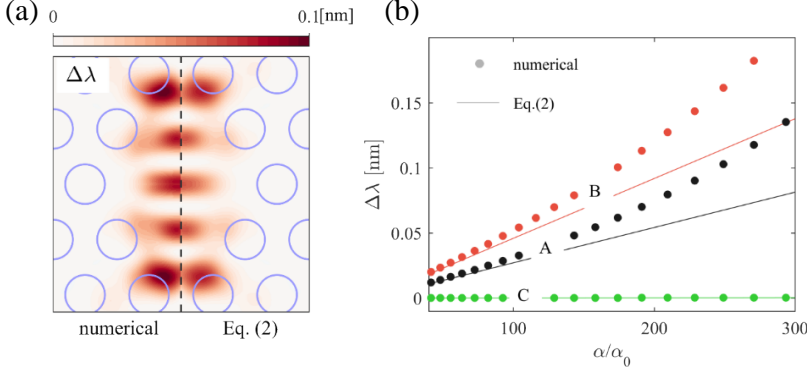 (a)
0
0.1[nm]
Δλ
numerical
Eq. (2)
(b)
numerical
Eq.(2)
B
A
C
0.15
0.1
0.05
0
Δλ [nm]
100
200
300
α/α₀